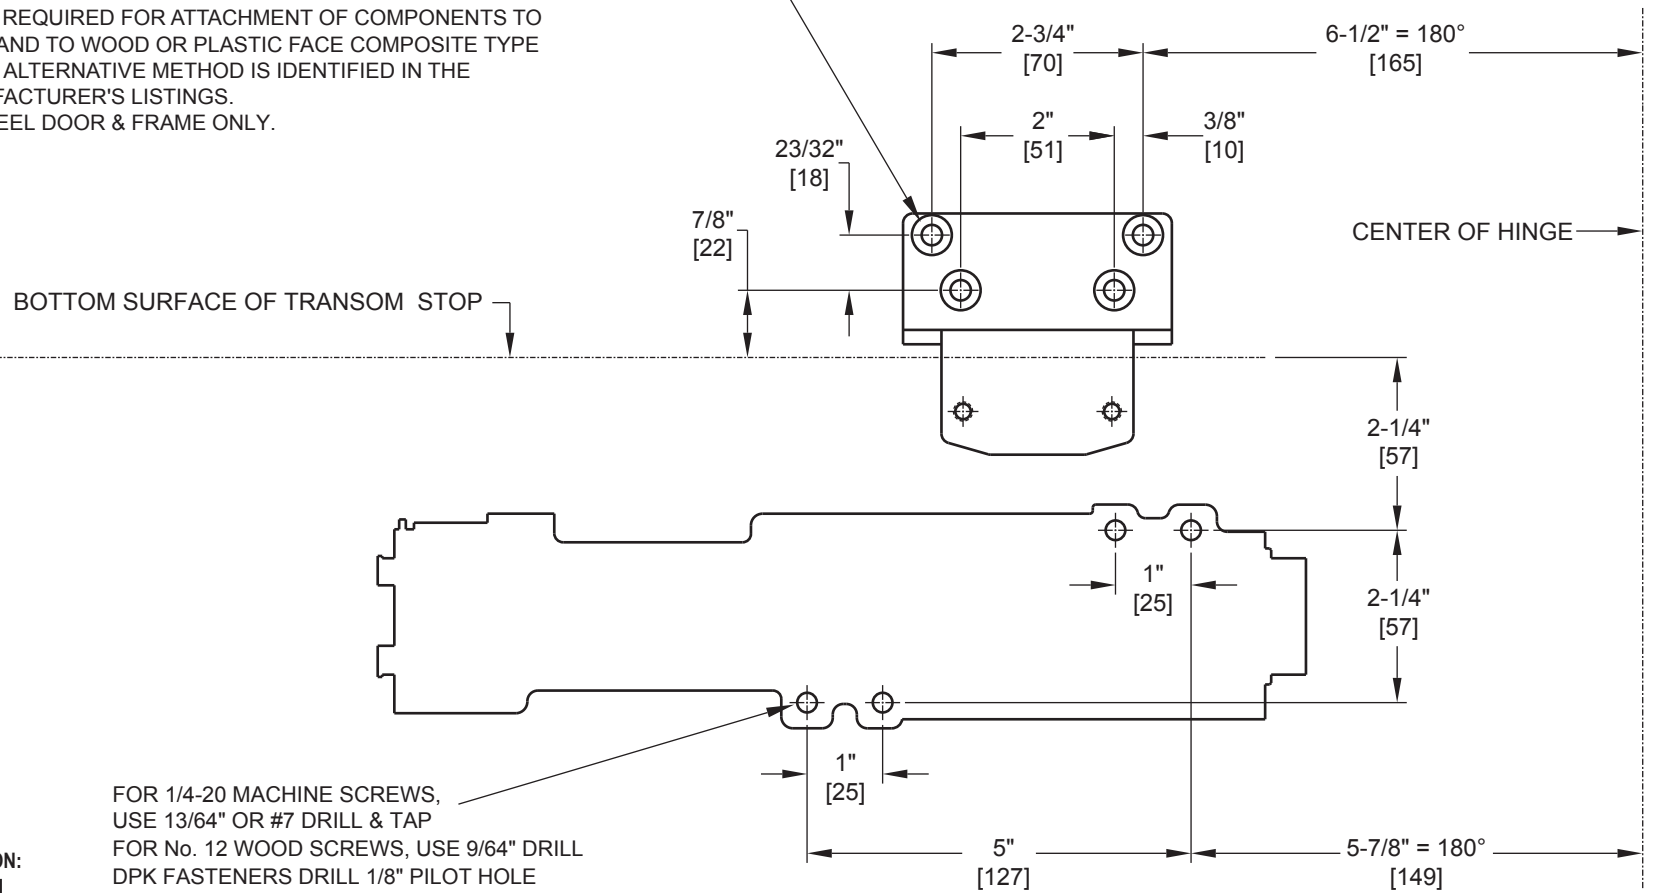 REQUIRED FOR ATTACHMENT OF COMPONENTS TO
AND TO WOOD OR PLASTIC FACE COMPOSITE TYPE
ALTERNATIVE METHOD IS IDENTIFIED IN THE
FACTURER'S LISTINGS.
EEL DOOR & FRAME ONLY.
2-3/4"
[70]
6-1/2" = 180°
[165]
2"
[51]
3/8"
[10]
23/32"
[18]
7/8"
[22]
CENTER OF HINGE
BOTTOM SURFACE OF TRANSOM STOP
2-1/4"
[57]
1"
[25]
2-1/4"
[57]
1"
[25]
FOR 1/4-20 MACHINE SCREWS,
USE 13/64" OR #7 DRILL & TAP
FOR No. 12 WOOD SCREWS, USE 9/64" DRILL
DPK FASTENERS DRILL 1/8" PILOT HOLE
ON:
5"
[127]
5-7/8" = 180°
[149]